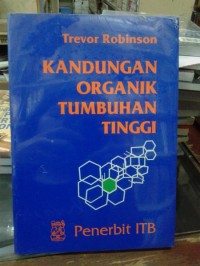 Trevor Robinson
KANDUNGAN
ORGANIK
TUMBUHAN
TINGGI
Penerbit ITB